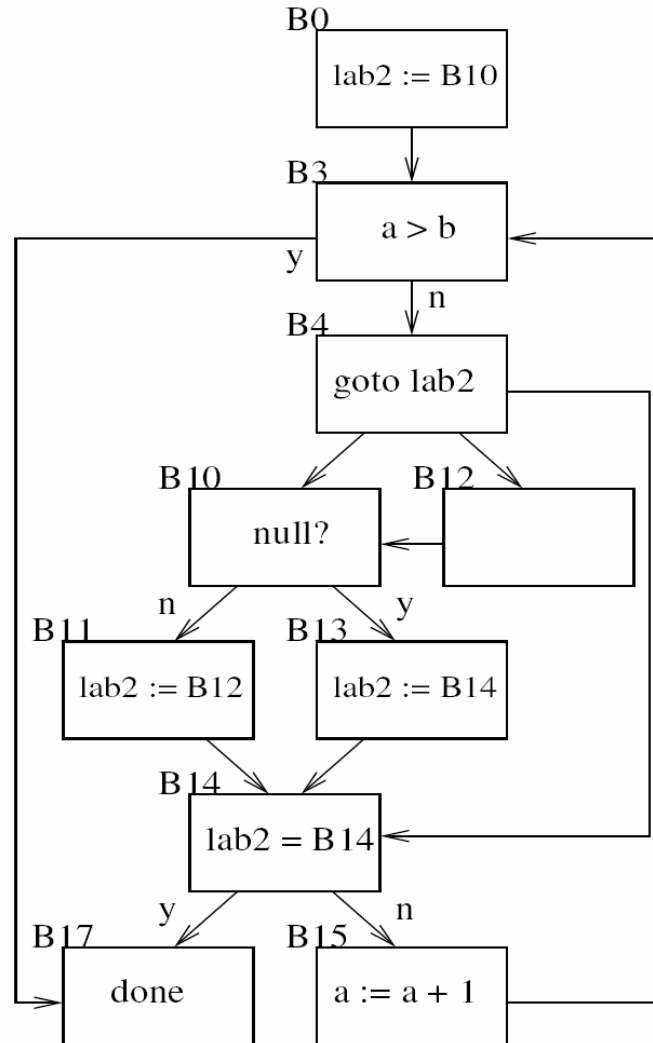 B0
lab2 := B10
B3
a > b
y
n
B4
goto lab2
B10
B12
null?
n
y
B11
B13
lab2 := B12
lab2 := B14
B14
lab2 = B14
y
n
B17
B15
done
a := a + 1